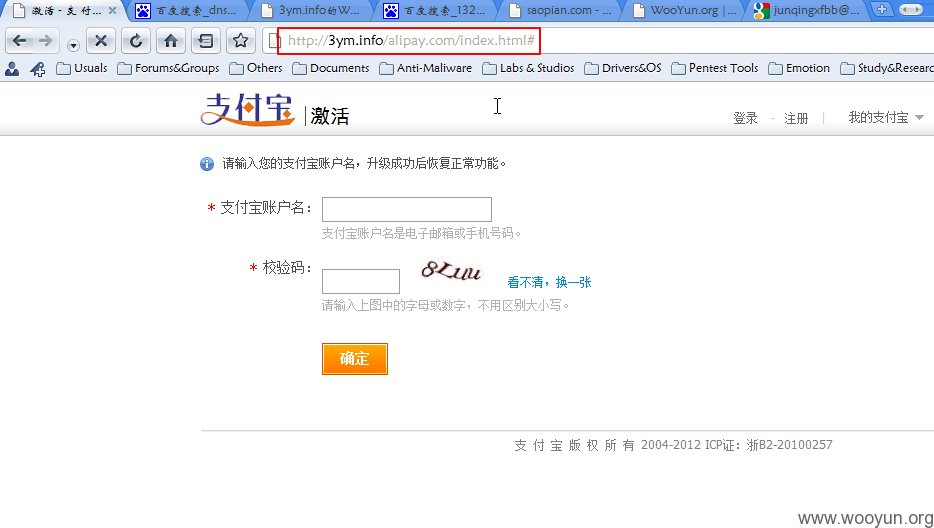 激活 - 支 付... 百度搜索_dns... 3ym.info的W... 百度搜索_132... saopian.com - ... WooYun.org | ... junqingxfbb@...
http://3ym.info/alipay.com/index.html#
Usuals Forums&Groups Others Documents Anti-Maliware Labs & Studios Drivers&OS Pentest Tools Emotion Study&Researc
支付宝 | 激活 登录 - 注册 | 我的支付宝
请输入您的支付宝账户名，升级成功后恢复正常功能。
* 支付宝账户名：
支付宝账户名是电子邮箱或手机号码。
* 校验码：
看不清，换一张
请输入上图中的字母或数字，不用区别大小写。
确定
支 付 宝 版 权 所 有 2004-2012 ICP证：浙B2-20100257
www.wooyun.org